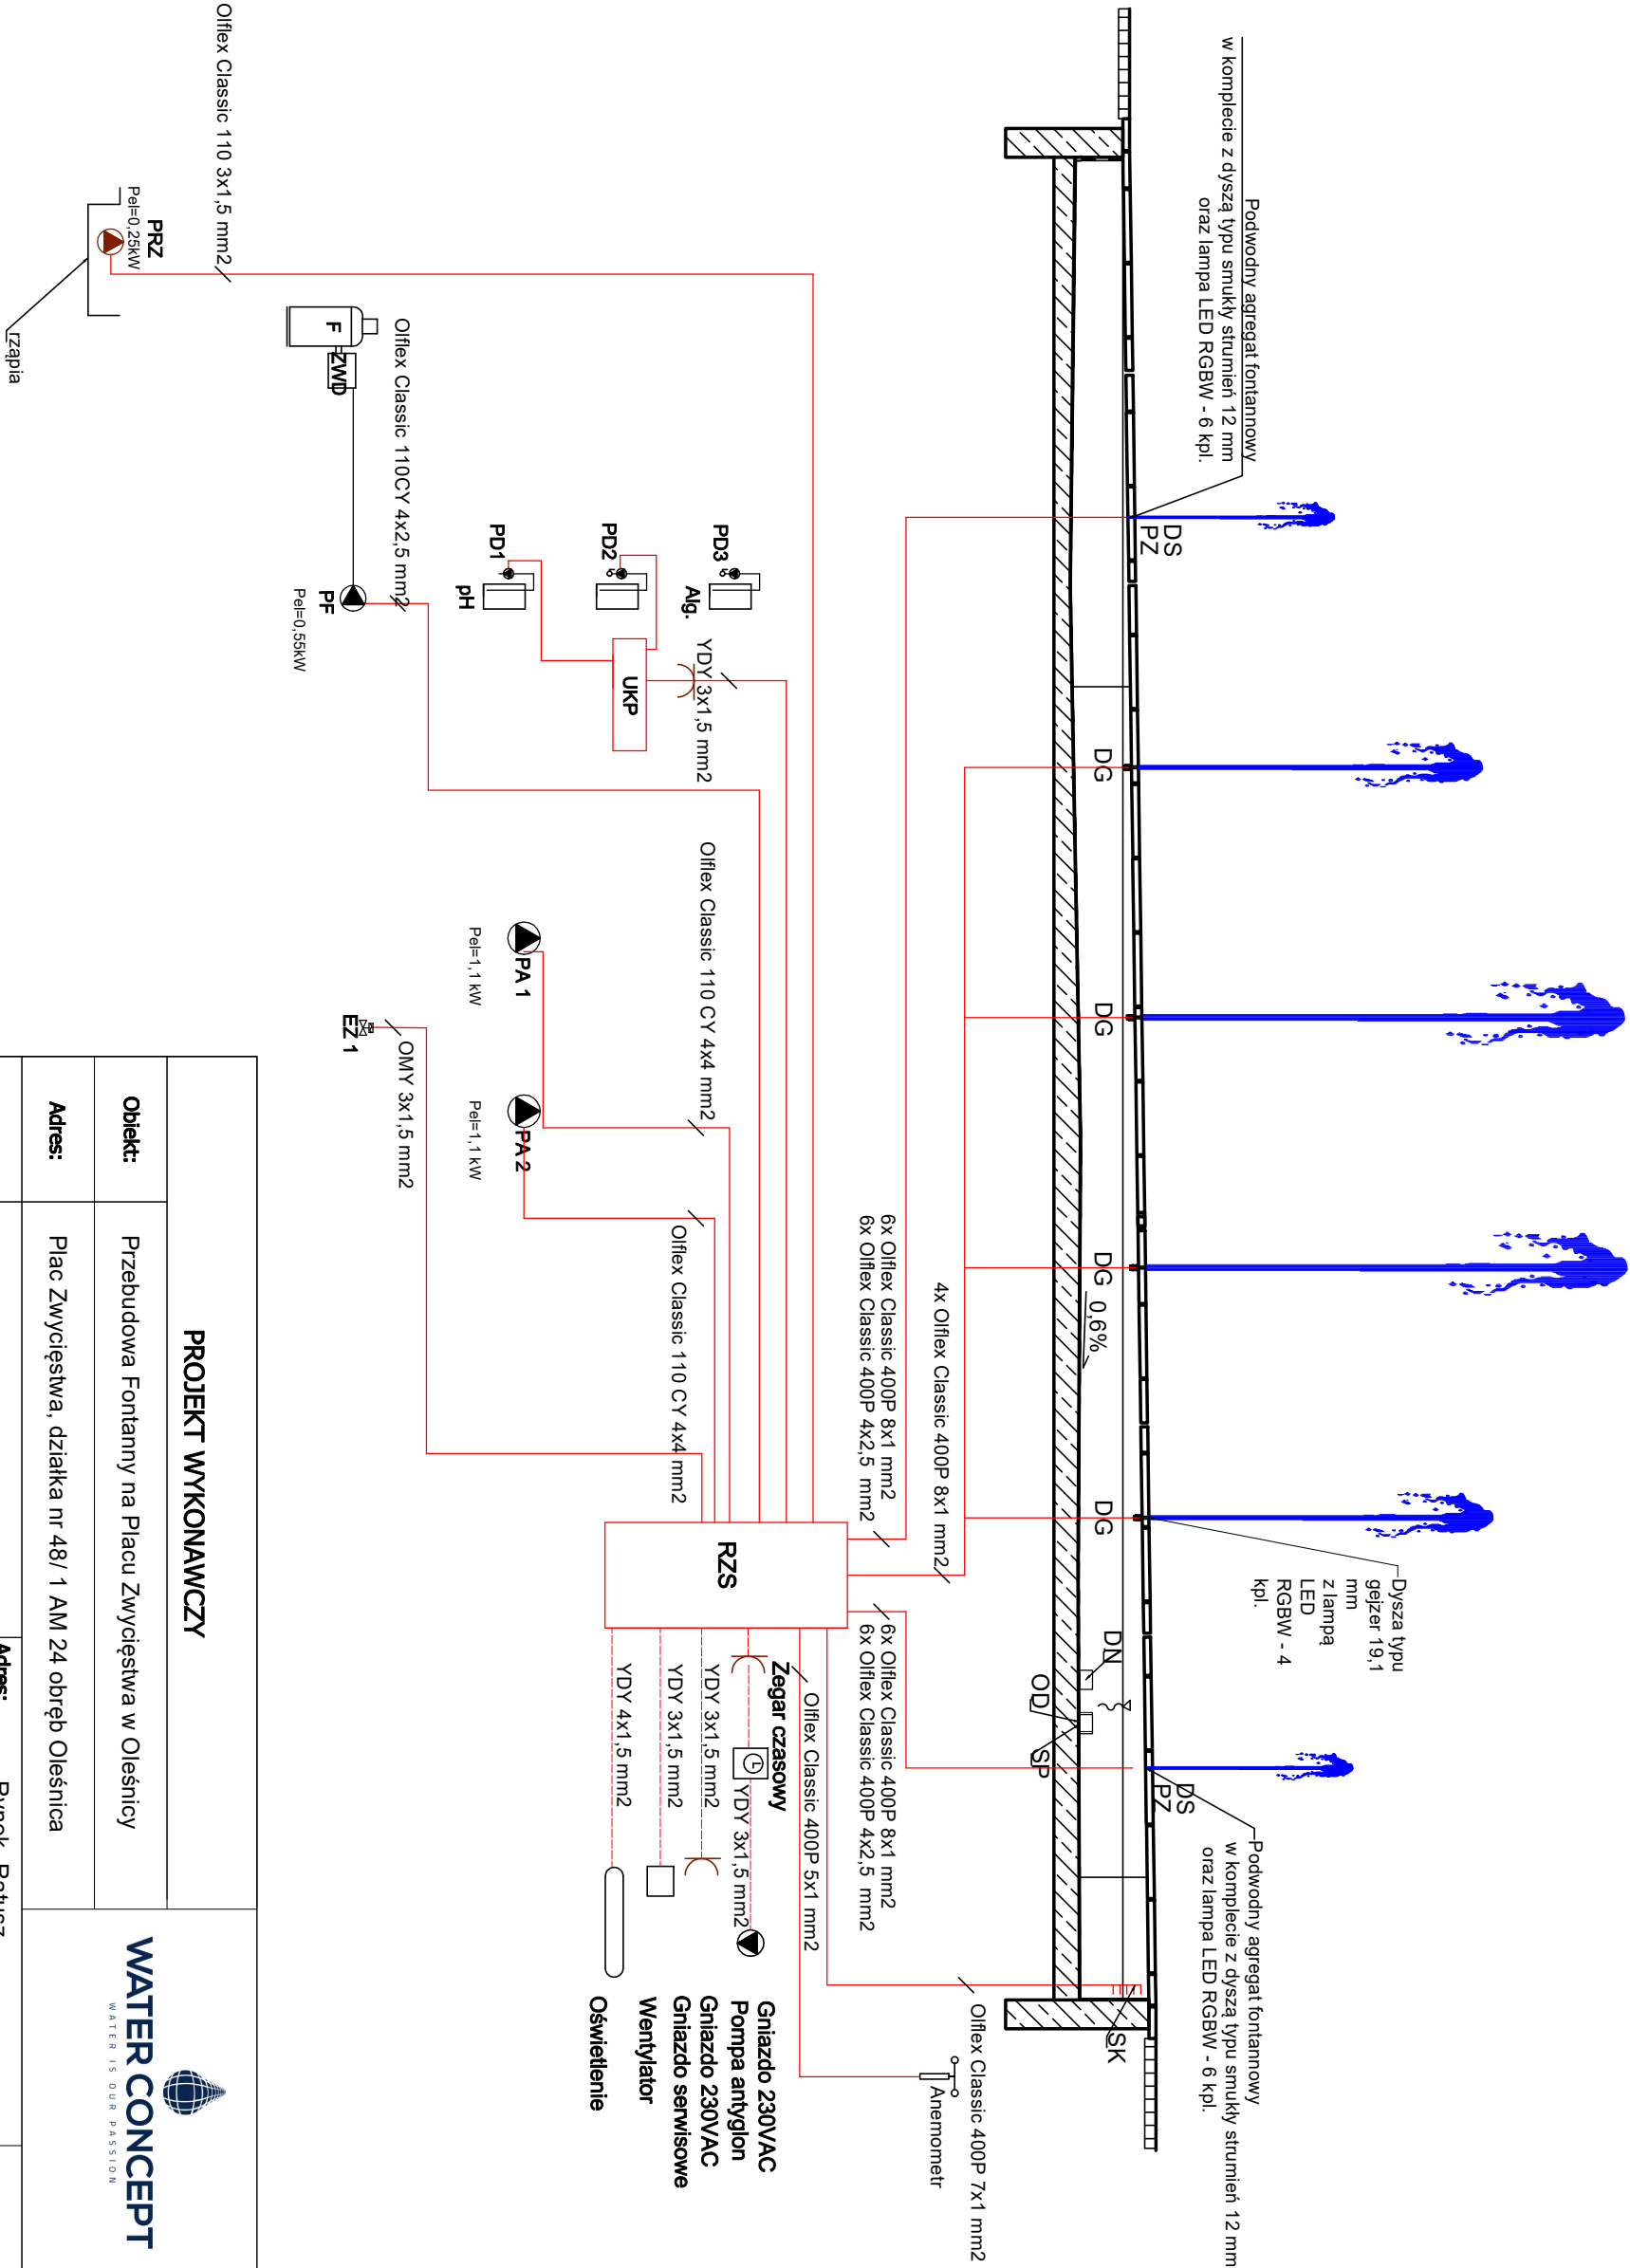 Podwodny agregat fontannowy
w komplecie z dyszą typu smukły strumień 12 mm
oraz lampa LED RGBW - 6 kpl.
DS
PZ
DG
DG
DG
0,6%
DG
Dysza typu
gejzer 19,1
mm
z lampą
LED
RGBW - 4
kpl.
DN
OD
SP
DS
PZ
Podwodny agregat fontannowy
w komplecie z dyszą typu smukły strumień 12 mm
oraz lampa LED RGBW - 6 kpl.
SK
Olflex Classic 400P 7x1 mm2
Anemometr
4x Olflex Classic 400P 8x1 mm2
6x Olflex Classic 400P 8x1 mm2
6x Olflex Classic 400P 4x2,5 mm2
6x Olflex Classic 400P 8x1 mm2
6x Olflex Classic 400P 4x2,5 mm2
Olflex Classic 400P 5x1 mm2
RZS
Zegar czasowy
YDY 3x1,5 mm2
YDY 3x1,5 mm2
YDY 3x1,5 mm2
YDY 4x1,5 mm2
Gniazdo 230VAC
Pompa antyglon
Gniazdo 230VAC
Gniazdo serwisowe
Wentylator
Oświetlenie
PD3
Alg.
PD2
PD1
pH
UKP
YDY 3x1,5 mm2
Olflex Classic 110 CY 4x4 mm2
Olflex Classic 110 CY 4x4 mm2
PA 1
Pel=1,1 kW
PA 2
Pel=1,1 kW
OMY 3x1,5 mm2
EZ 1
Olflex Classic 110CY 4x2,5 mm2
F
ZWD
PF
Pel=0,55kW
Olflex Classic 110 3x1,5 mm2
PRZ
Pel=0,25kW
rząpia
PROJEKT WYKONAWCZY
Obiekt:
Przebudowa Fontanny na Placu Zwycięstwa w Oleśnicy
Adres:
Plac Zwycięstwa, działka nr 48/ 1 AM 24 obręb Oleśnica
WATER CONCEPT
WATER IS OUR PASSION
Adres:
Rynek - Ratusz